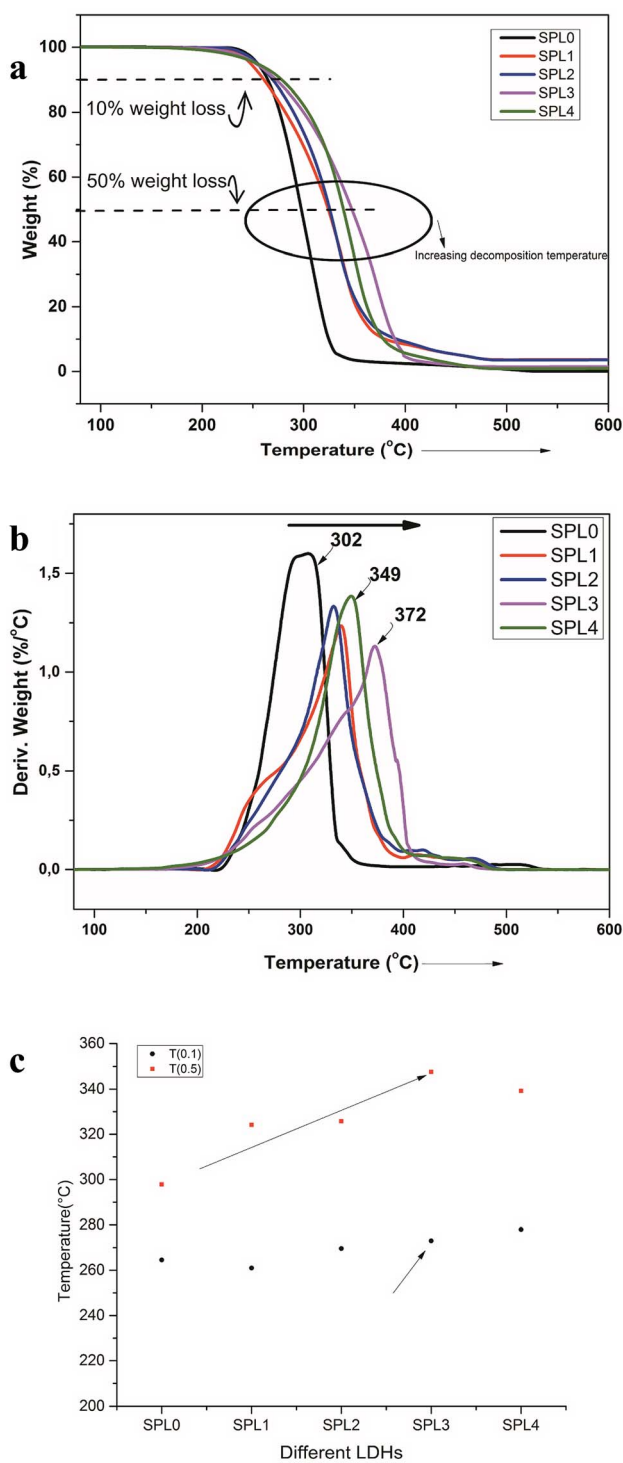 a
100
80
60
40
20
0
Weight (%)
10% weight loss
50% weight loss
SPL0
SPL1
SPL2
SPL3
SPL4
Increasing decomposition temperature
100 200 300 400 500 600
Temperature (°C)
b
1,5
1,0
0,5
0,0
Deriv. Weight (%/°C)
302
349
372
SPL0
SPL1
SPL2
SPL3
SPL4
100 200 300 400 500 600
Temperature (°C)
c
360
340
320
300
280
260
240
220
200
Temperature(°C)
T(0.1)
T(0.5)
SPL0 SPL1 SPL2 SPL3 SPL4
Different LDHs